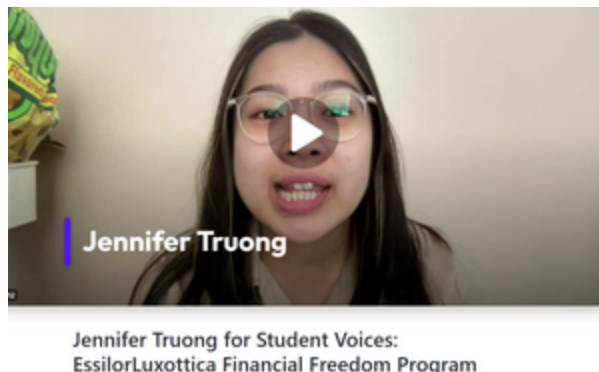 Jennifer Truong
Jennifer Truong for Student Voices:
EssilorLuxottica Financial Freedom Program